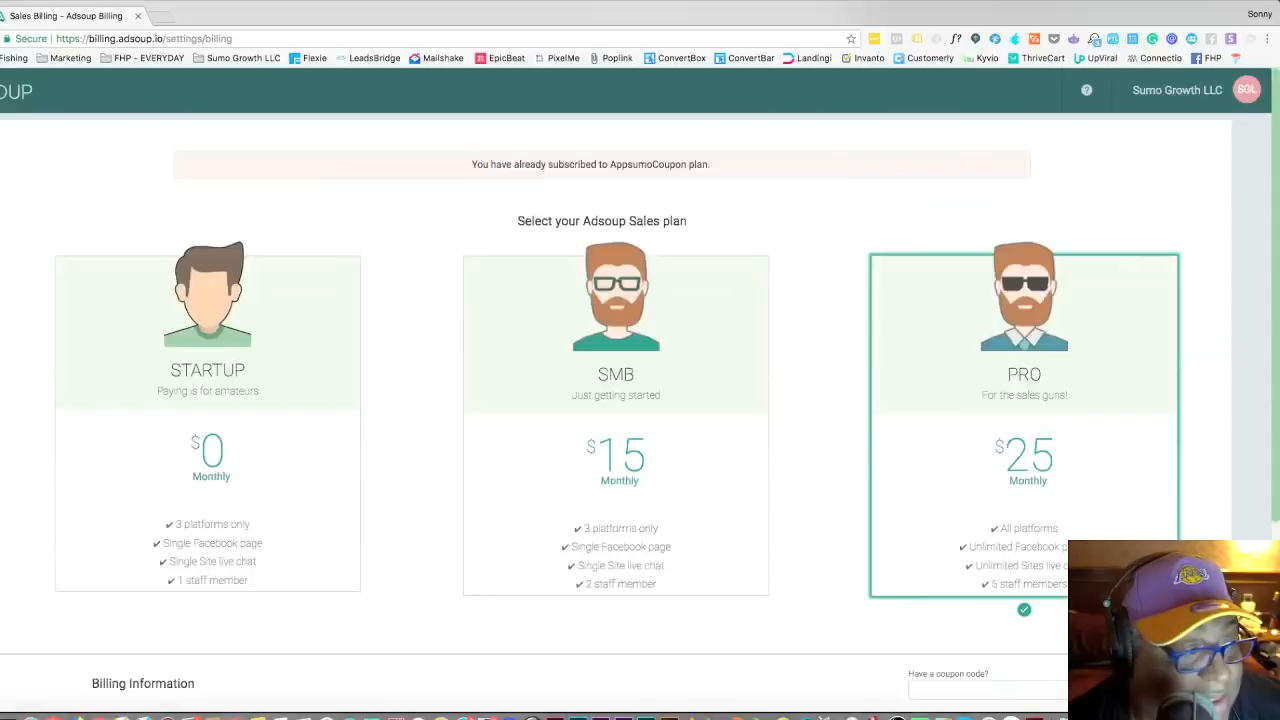 Sales Billing - Adsoup Billing
Sonny
Secure https://billing.adsoup.io/settings/billing
Fishing Marketing FHP - EVERYDAY Sumo Growth LLC Flexie LeadsBridge Mailshake EpicBeat PixelMe Poplink ConvertBox ConvertBar Landingi Invanto Customerly Kyvio ThriveCart UpViral Connectio FHP
OUP
Sumo Growth LLC
SGL
You have already subscribed to AppsumoCoupon plan.
Select your Adsoup Sales plan
STARTUP
Paying is for amateurs
$0
Monthly
✔ 3 platforms only
✔ Single Facebook page
✔ Single Site live chat
✔ 1 staff member
SMB
Just getting started
$15
Monthly
✔ 3 platforms only
✔ Single Facebook page
✔ Single Site live chat
✔ 2 staff member
PRO
For the sales guns!
$25
Monthly
✔ All platforms
✔ Unlimited Facebook p
✔ Unlimited Sites live c
✔ 5 staff members
Billing Information
Have a coupon code?